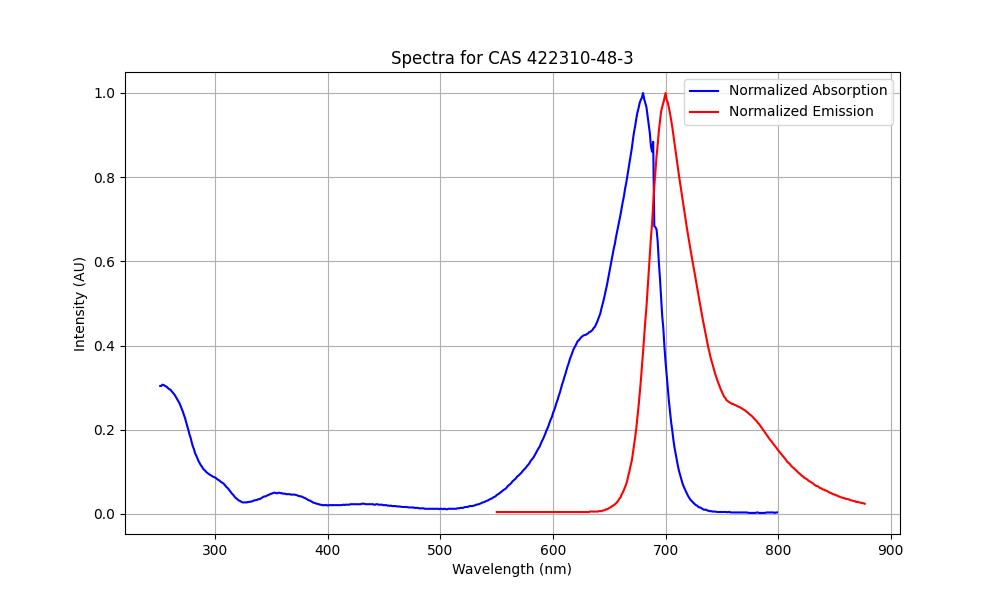 Spectra for CAS 422310-48-3
Normalized Absorption
Normalized Emission
1.0
0.8
0.6
0.4
0.2
0.0
Intensity (AU)
300 400 500 600 700 800 900
Wavelength (nm)